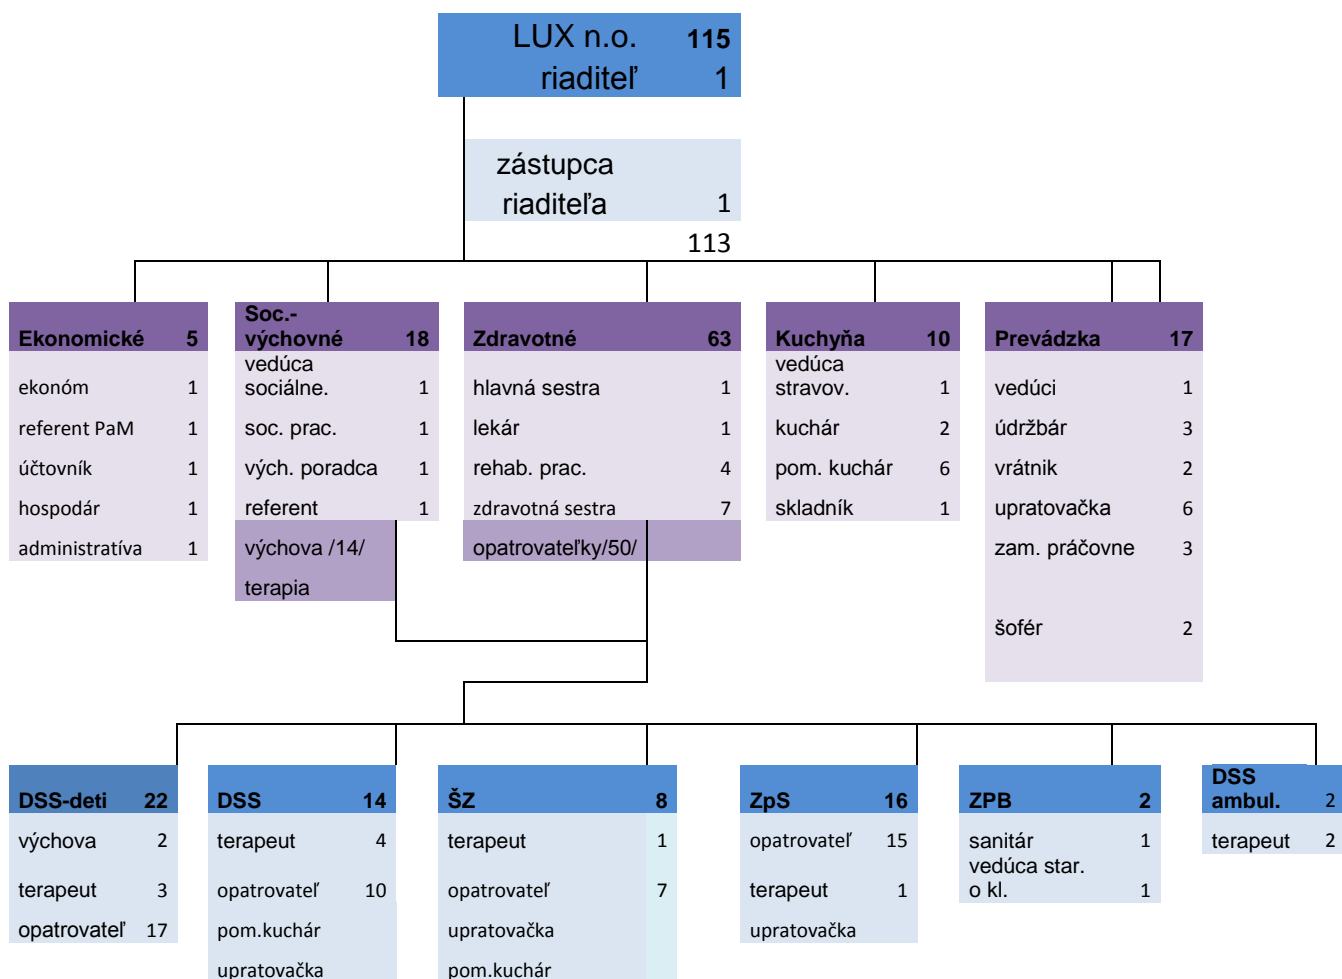 LUX n.o. 115
riaditeľ 1
zástupca
riaditeľa 1
113
Ekonomické 5
ekonóm 1
referent PaM 1
účtovník 1
hospodár 1
administratíva 1
Soc.-
výchovné 18
vedúca
sociálne. 1
soc. prac. 1
vých. poradca 1
referent 1
výchova /14/
terapia
Zdravotné 63
hlavná sestra 1
lekár 1
rehab. prac. 4
zdravotná sestra 7
opatrovateľky/50/
Kuchyňa 10
vedúca
stravov. 1
kuchár 2
pom. kuchár 6
skladník 1
Prevádzka 17
vedúci 1
údržbár 3
vrátnik 2
upratovačka 6
zam. práčovne 3
šofér 2
DSS-deti 22
výchova 2
terapeut 3
opatrovateľ 17
DSS 14
terapeut 4
opatrovateľ 10
pom.kuchár
upratovačka
ŠZ 8
terapeut 1
opatrovateľ 7
upratovačka
pom.kuchár
ZpS 16
opatrovateľ 15
terapeut 1
upratovačka
ZPB 2
sanitár 1
vedúca star.
o kl. 1
DSS
ambul. 2
terapeut 2